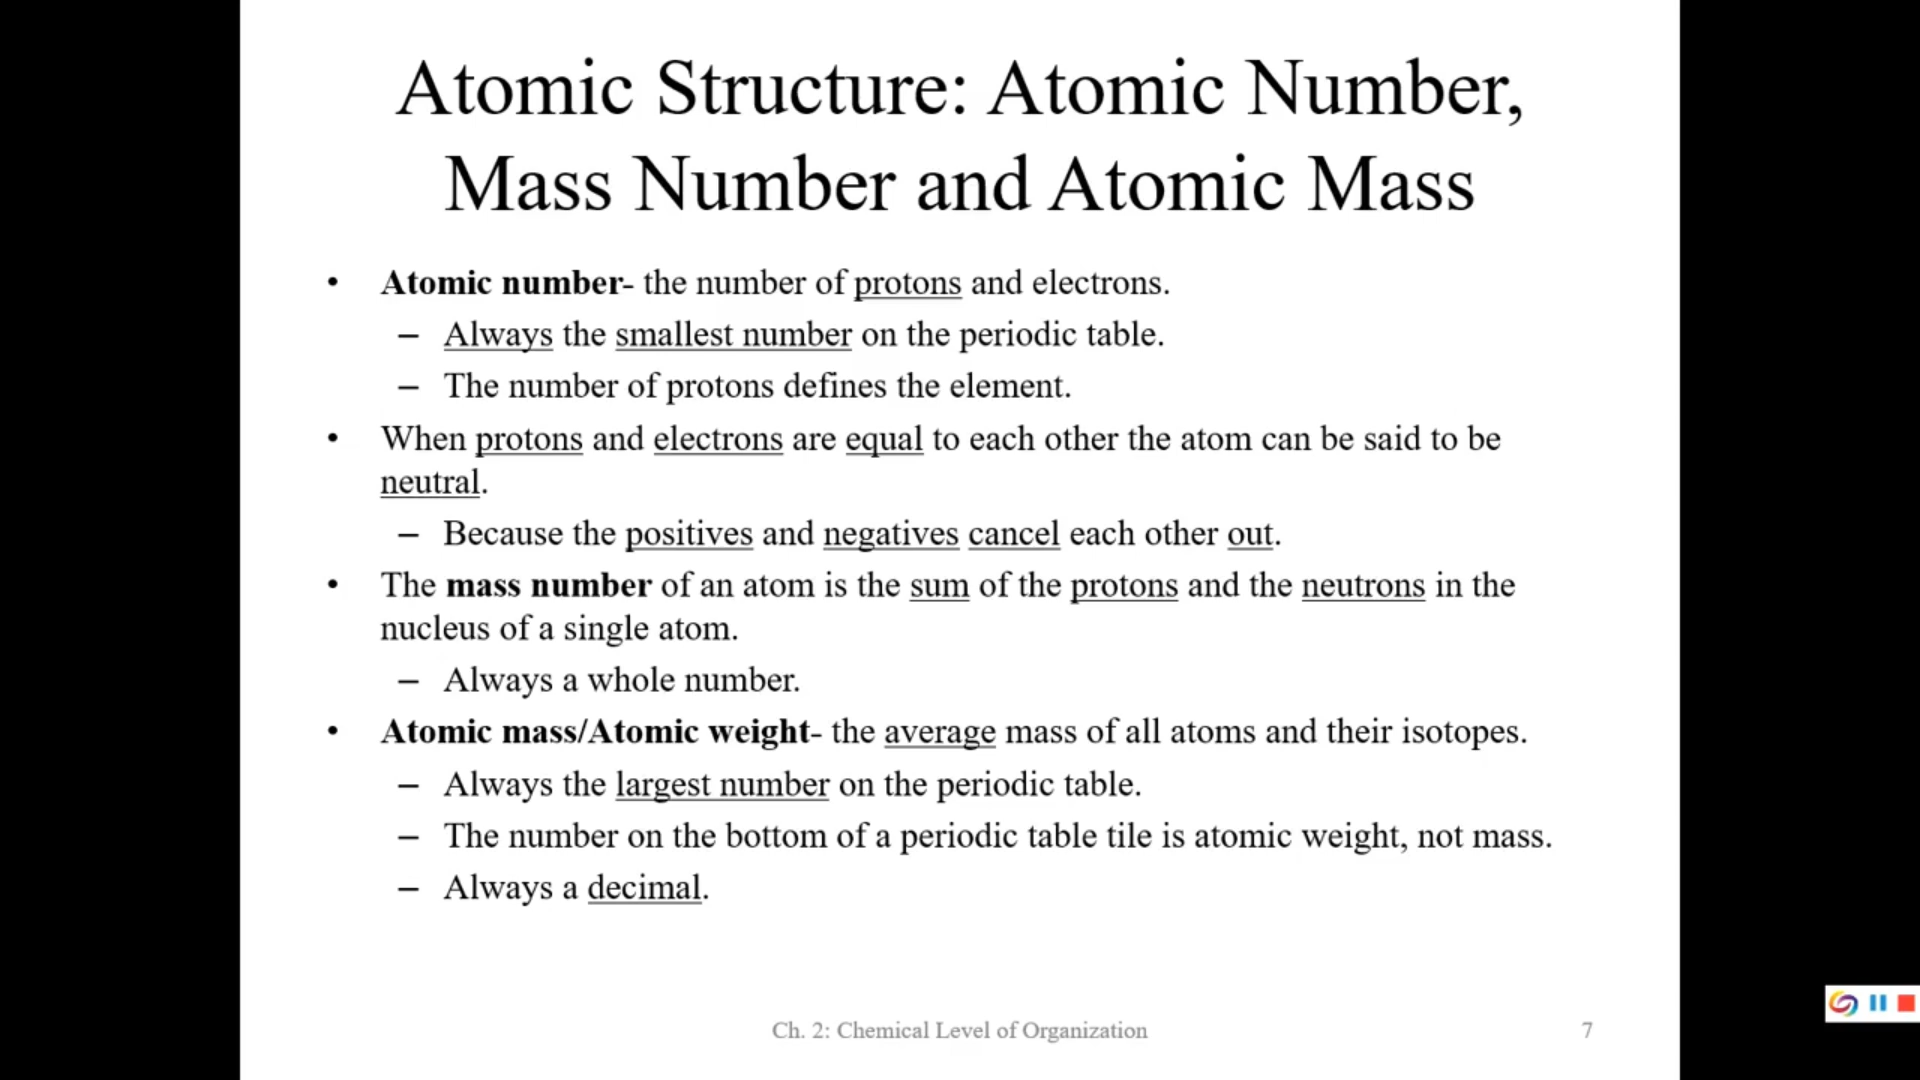 Atomic Structure: Atomic Number,
Mass Number and Atomic Mass
• Atomic number- the number of protons and electrons.
– Always the smallest number on the periodic table.
– The number of protons defines the element.
• When protons and electrons are equal to each other the atom can be said to be
neutral.
– Because the positives and negatives cancel each other out.
• The mass number of an atom is the sum of the protons and the neutrons in the
nucleus of a single atom.
– Always a whole number.
• Atomic mass/Atomic weight- the average mass of all atoms and their isotopes.
– Always the largest number on the periodic table.
– The number on the bottom of a periodic table tile is atomic weight, not mass.
– Always a decimal.
Ch. 2: Chemical Level of Organization
7